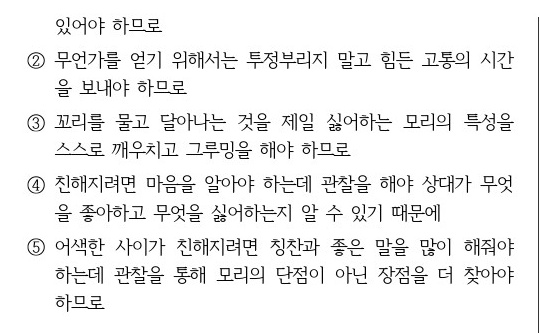 있어야 하므로
② 무언가를 얻기 위해서는 투정부리지 말고 힘든 고통의 시간
을 보내야 하므로
③ 꼬리를 물고 달아나는 것을 제일 싫어하는 모리의 특성을
스스로 깨우치고 그루밍을 해야 하므로
④ 친해지려면 마음을 알아야 하는데 관찰을 해야 상대가 무엇
을 좋아하고 무엇을 싫어하는지 알 수 있기 때문에
⑤ 어색한 사이가 친해지려면 칭찬과 좋은 말을 많이 해줘야
하는데 관찰을 통해 모리의 단점이 아닌 장점을 더 찾아야
하므로